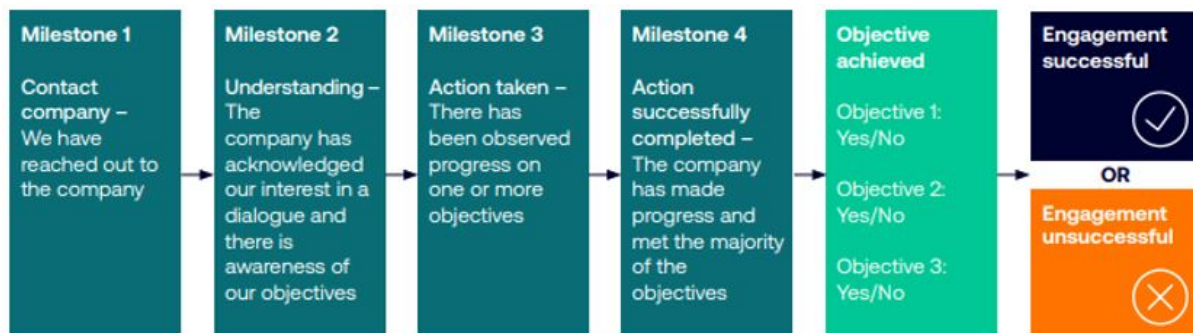 Milestone 1
Contact
company –
We have
reached out to
the company
Milestone 2
Understanding –
The
company has
acknowledged
our interest in a
dialogue and
there is
awareness of
our objectives
Milestone 3
Action taken –
There has
been observed
progress on
one or more
objectives
Milestone 4
Action
successfully
completed –
The company
has made
progress and
met the majority
of the
objectives
Objective
achieved
Objective 1:
Yes/No
Objective 2:
Yes/No
Objective 3:
Yes/No
Engagement
successful
OR
Engagement
unsuccessful